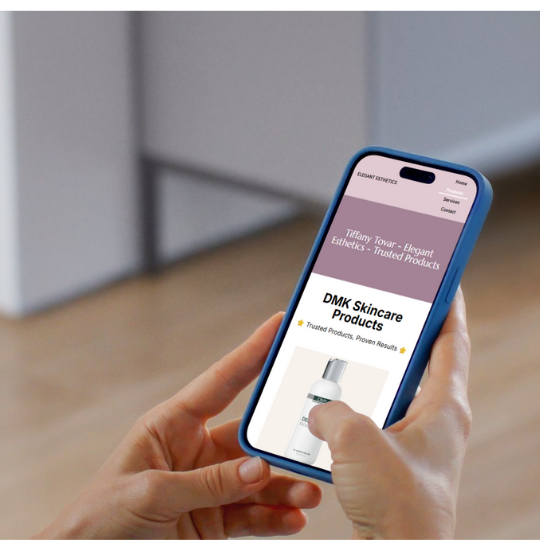 ELEGANT ESTHETICS
Home
Products
Services
Contact
Tiffany Tovar - Elegant
Esthetics - Trusted Products
DMK Skincare
Products
⭐ Trusted Products, Proven Results ⭐